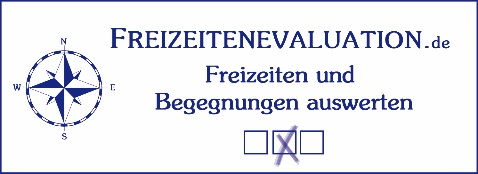 N
FREIZEITENEVALUATION.de
Freizeiten und
W E
Begegnungen auswerten
S